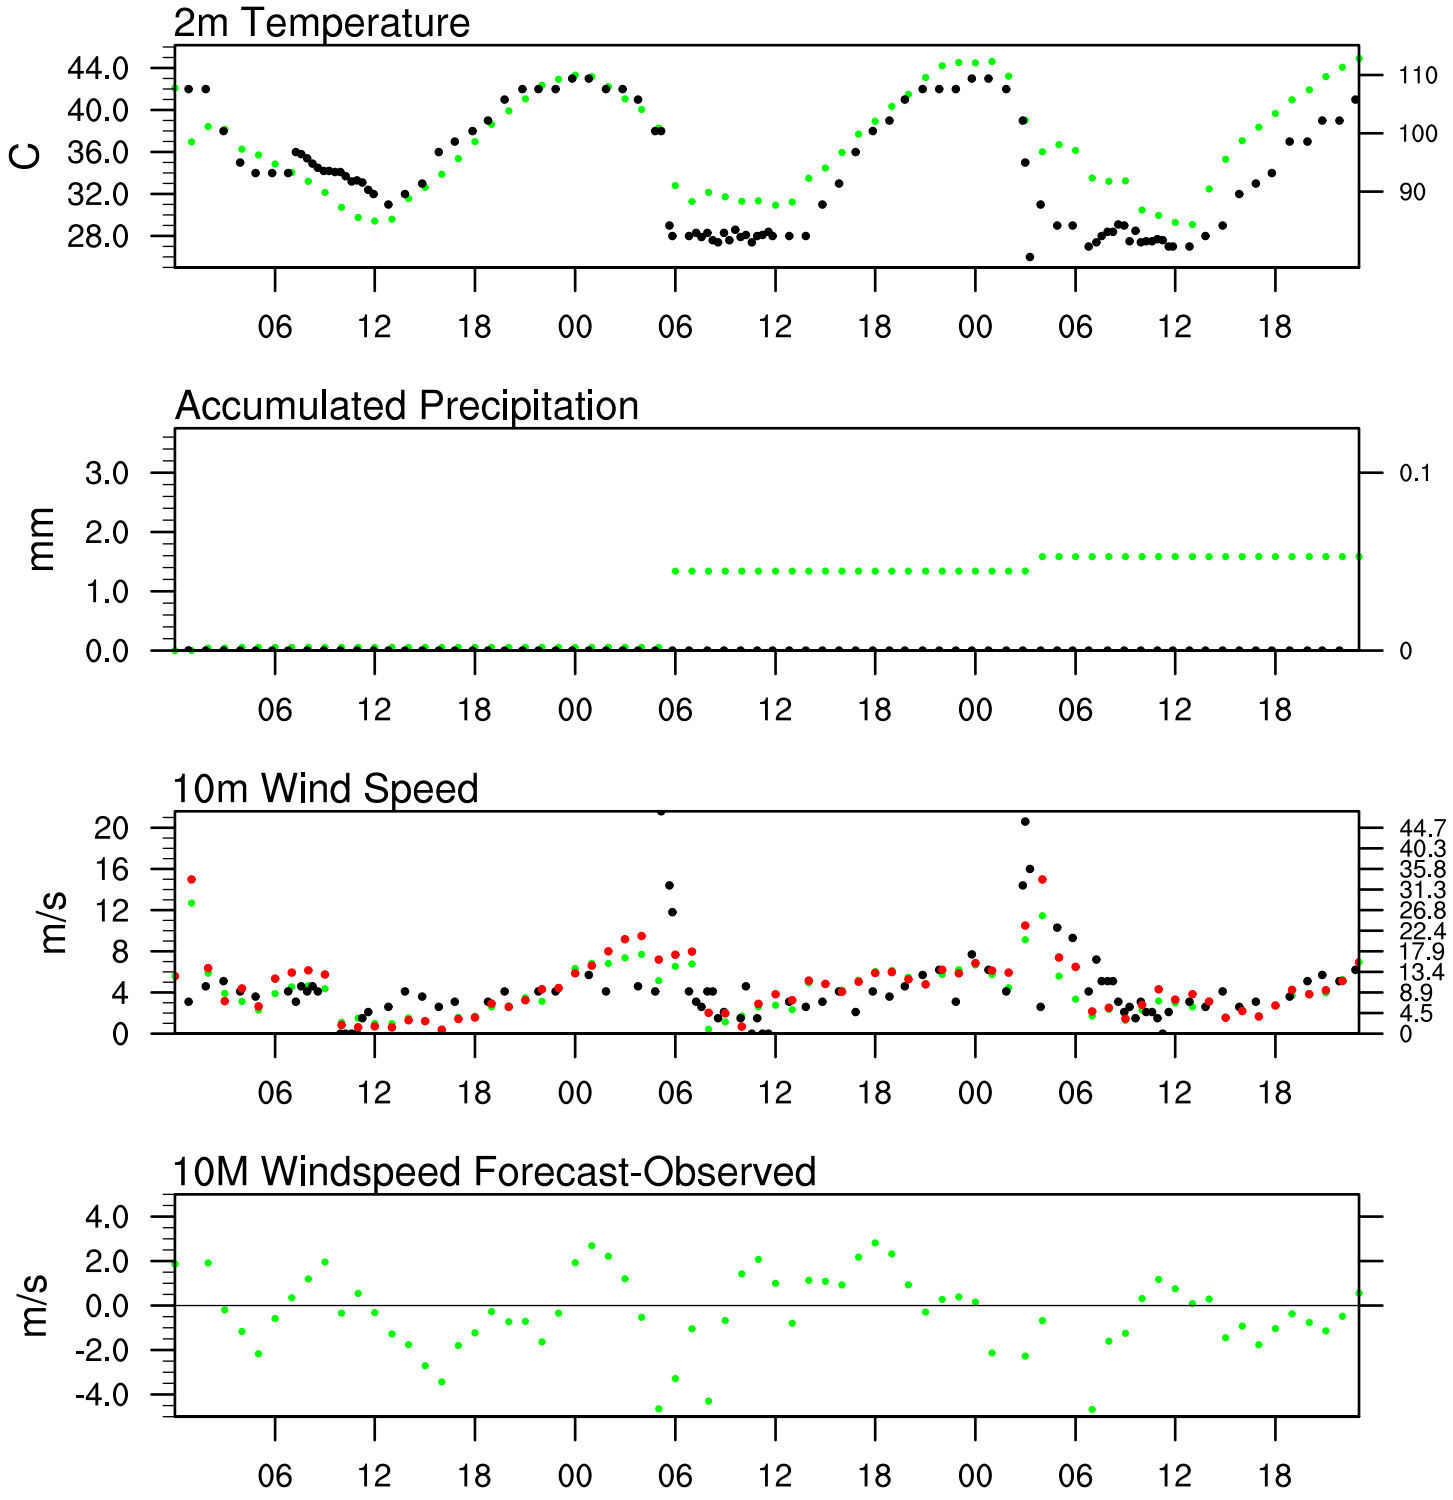 2m Temperature
44.0 110
40.0
C 36.0 100
32.0 90
28.0
06 12 18 00 06 12 18 00 06 12 18
Accumulated Precipitation
3.0 0.1
mm 2.0
1.0
0.0 0
06 12 18 00 06 12 18 00 06 12 18
10m Wind Speed
20 44.7
40.3
16 35.8
31.3
m/s 12 26.8
22.4
8 17.9
13.4
4 8.9
4.5
0 0
06 12 18 00 06 12 18 00 06 12 18
10M Windspeed Forecast-Observed
4.0
2.0
m/s 0.0
-2.0
-4.0
06 12 18 00 06 12 18 00 06 12 18